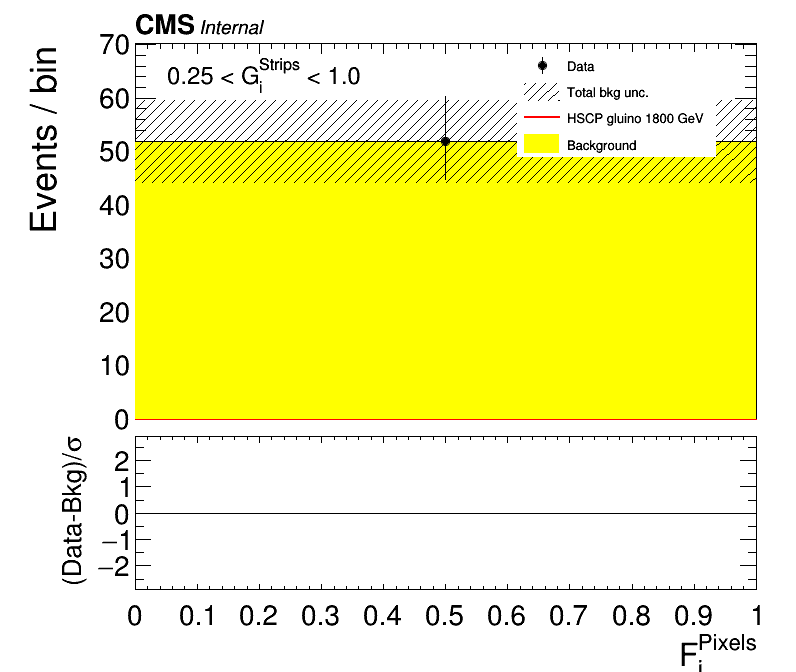 CMS Internal
Events / bin
70
60
50
40
30
20
10
0
0.25 < G_i^Strips < 1.0
Data
Total bkg unc.
HSCP gluino 1800 GeV
Background
(Data-Bkg)/σ
2
1
0
−1
−2
0 0.1 0.2 0.3 0.4 0.5 0.6 0.7 0.8 0.9 1
F_i^Pixels